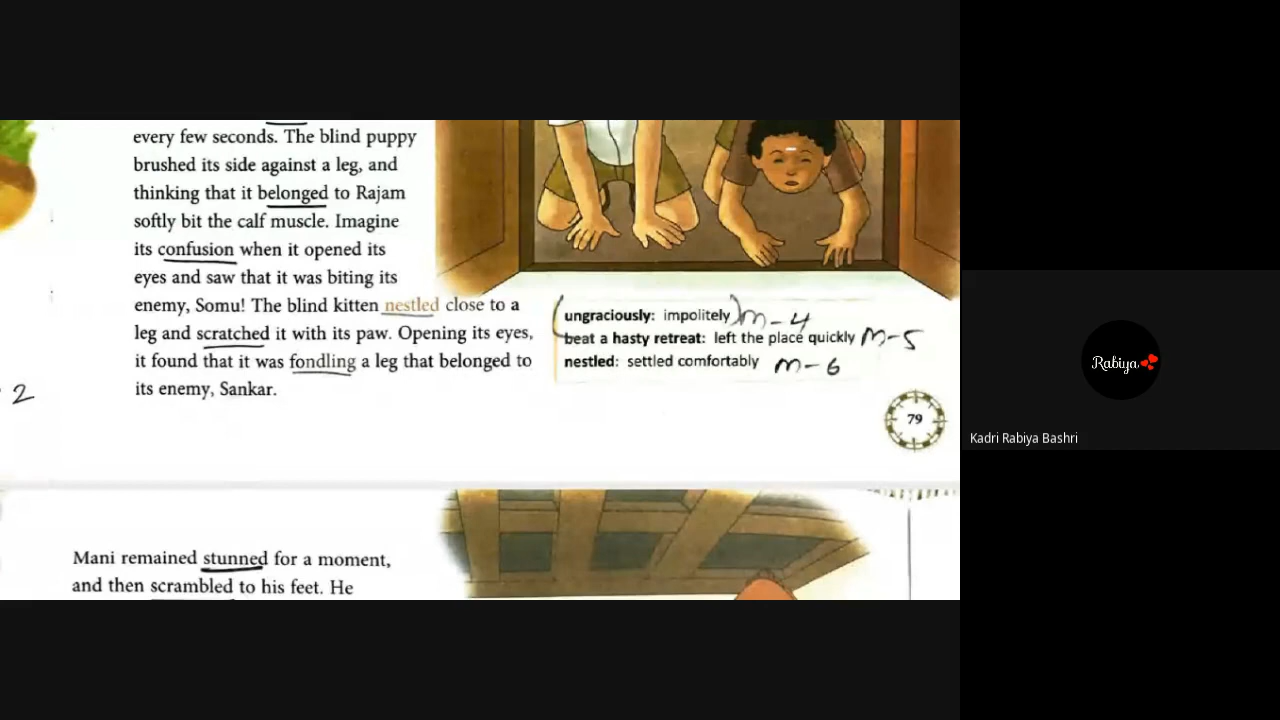 every few seconds. The blind puppy
brushed its side against a leg, and
thinking that it belonged to Rajam
softly bit the calf muscle. Imagine
its confusion when it opened its
eyes and saw that it was biting its
enemy, Somu! The blind kitten nestled close to a
leg and scratched it with its paw. Opening its eyes,
it found that it was fondling a leg that belonged to
its enemy, Sankar.
2
(ungraciously: impolitely) M-4
beat a hasty retreat: left the place quickly M-5
nestled: settled comfortably M-6
79
Mani remained stunned for a moment,
and then scrambled to his feet. He
Rabiya
Kadri Rabiya Bashri